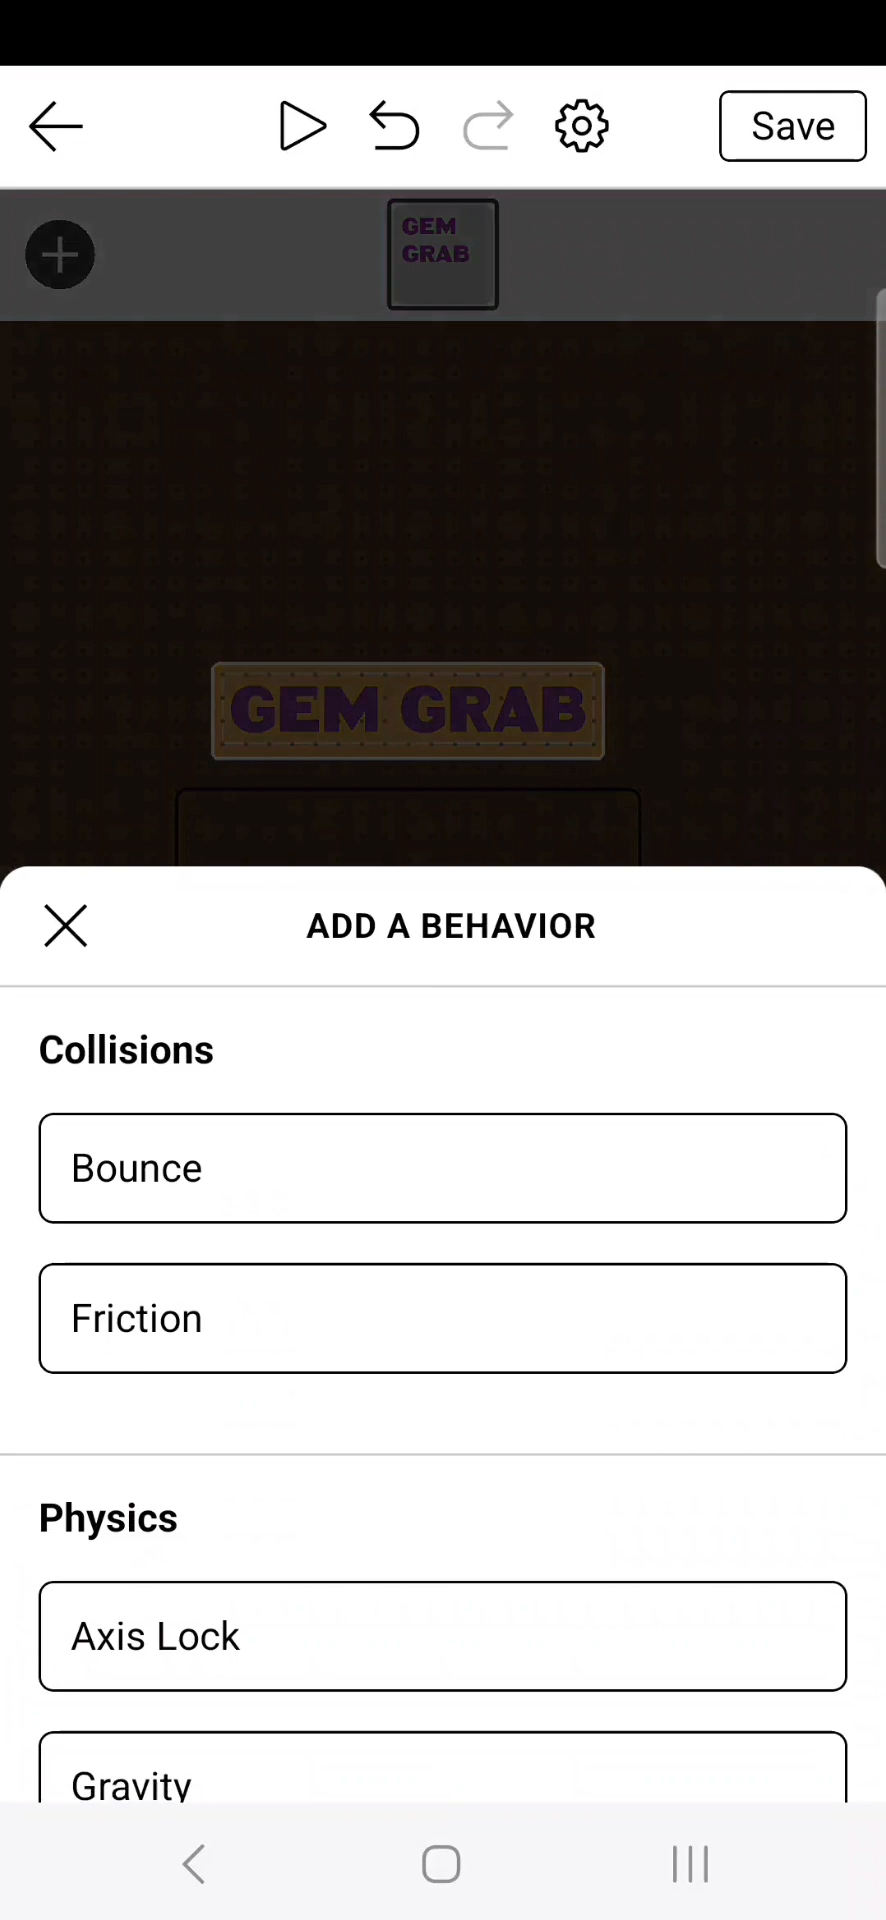 Save
GEM
GRAB
GEM GRAB
ADD A BEHAVIOR
Collisions
Bounce
Friction
Physics
Axis Lock
Gravity